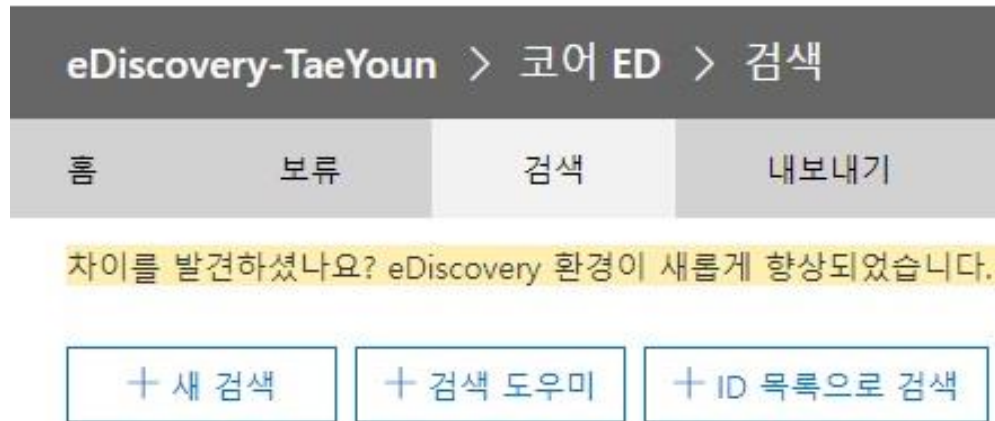 eDiscovery-TaeYoun > 코어 ED > 검색
홈 보류 검색 내보내기
차이를 발견하셨나요? eDiscovery 환경이 새롭게 향상되었습니다.
+ 새 검색 + 검색 도우미 + ID 목록으로 검색